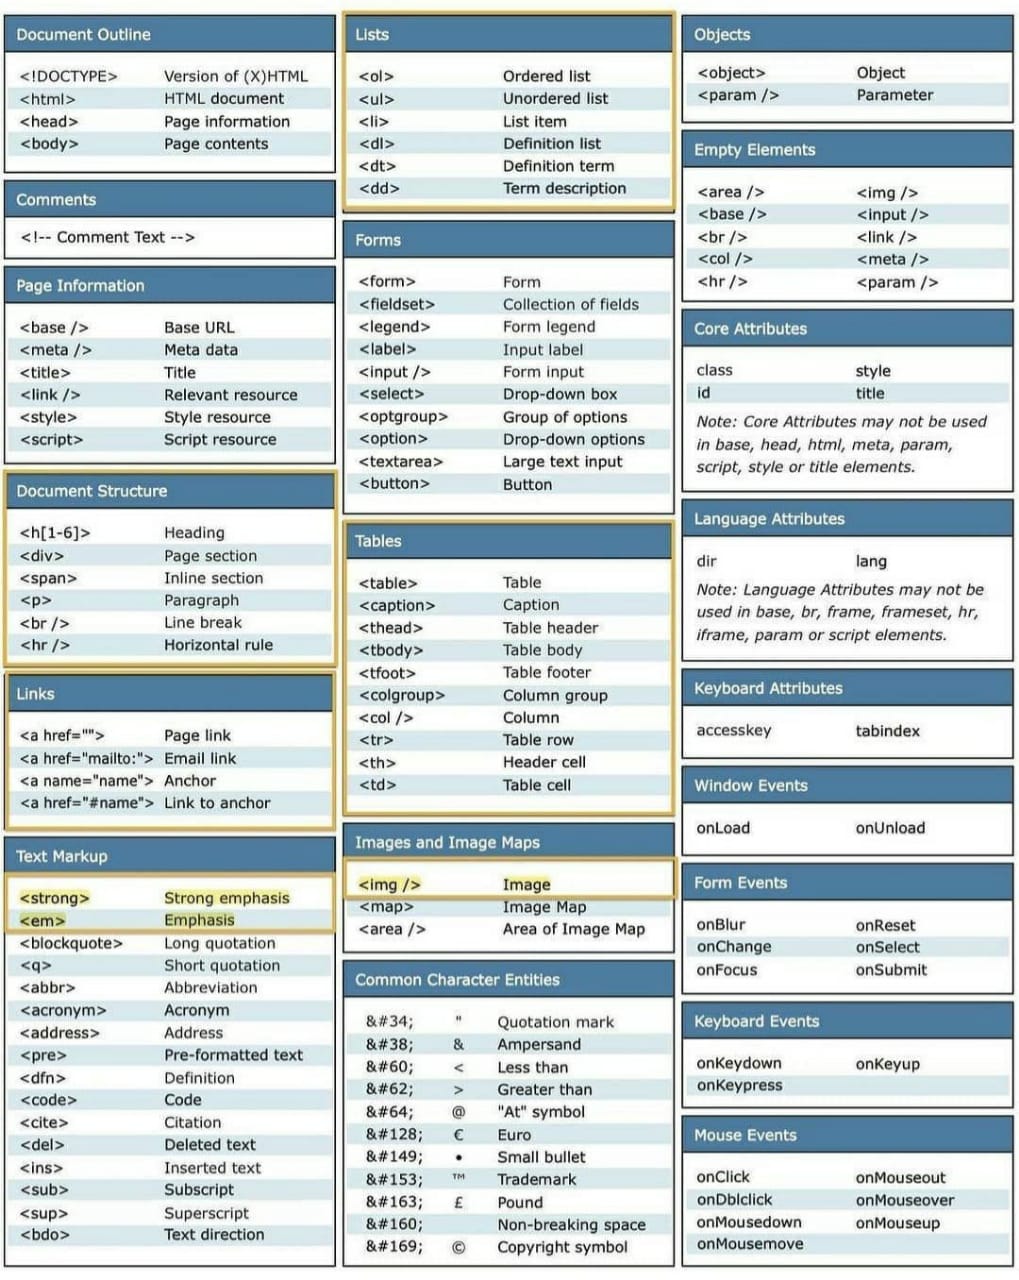 Document Outline
<!DOCTYPE> Version of (X)HTML
<html> HTML document
<head> Page information
<body> Page contents
Comments
<!-- Comment Text -->
Page Information
<base /> Base URL
<meta /> Meta data
<title> Title
<link /> Relevant resource
<style> Style resource
<script> Script resource
Document Structure
<h[1-6]> Heading
<div> Page section
<span> Inline section
<p> Paragraph
<br /> Line break
<hr /> Horizontal rule
Links
<a href=""> Page link
<a href="mailto:"> Email link
<a name="name"> Anchor
<a href="#name"> Link to anchor
Text Markup
<strong> Strong emphasis
<em> Emphasis
<blockquote> Long quotation
<q> Short quotation
<abbr> Abbreviation
<acronym> Acronym
<address> Address
<pre> Pre-formatted text
<dfn> Definition
<code> Code
<cite> Citation
<del> Deleted text
<ins> Inserted text
<sub> Subscript
<sup> Superscript
<bdo> Text direction
Lists
<ol> Ordered list
<ul> Unordered list
<li> List item
<dl> Definition list
<dt> Definition term
<dd> Term description
Forms
<form> Form
<fieldset> Collection of fields
<legend> Form legend
<label> Input label
<input /> Form input
<select> Drop-down box
<optgroup> Group of options
<option> Drop-down options
<textarea> Large text input
<button> Button
Tables
<table> Table
<caption> Caption
<thead> Table header
<tbody> Table body
<tfoot> Table footer
<colgroup> Column group
<col /> Column
<tr> Table row
<th> Header cell
<td> Table cell
Images and Image Maps
<img /> Image
<map> Image Map
<area /> Area of Image Map
Common Character Entities
&#34; " Quotation mark
&#38; & Ampersand
&#60; < Less than
&#62; > Greater than
&#64; @ "At" symbol
&#128; € Euro
&#149; • Small bullet
&#153; ™ Trademark
&#163; £ Pound
&#160; Non-breaking space
&#169; © Copyright symbol
Objects
<object> Object
<param /> Parameter
Empty Elements
<area /> <img />
<base /> <input />
<br /> <link />
<col /> <meta />
<hr /> <param />
Core Attributes
class style
id title
Note: Core Attributes may not be used
in base, head, html, meta, param,
script, style or title elements.
Language Attributes
dir lang
Note: Language Attributes may not be
used in base, br, frame, frameset, hr,
iframe, param or script elements.
Keyboard Attributes
accesskey tabindex
Window Events
onLoad onUnload
Form Events
onBlur onReset
onChange onSelect
onFocus onSubmit
Keyboard Events
onKeydown onKeyup
onKeypress
Mouse Events
onClick onMouseout
onDblclick onMouseover
onMousedown onMouseup
onMousemove